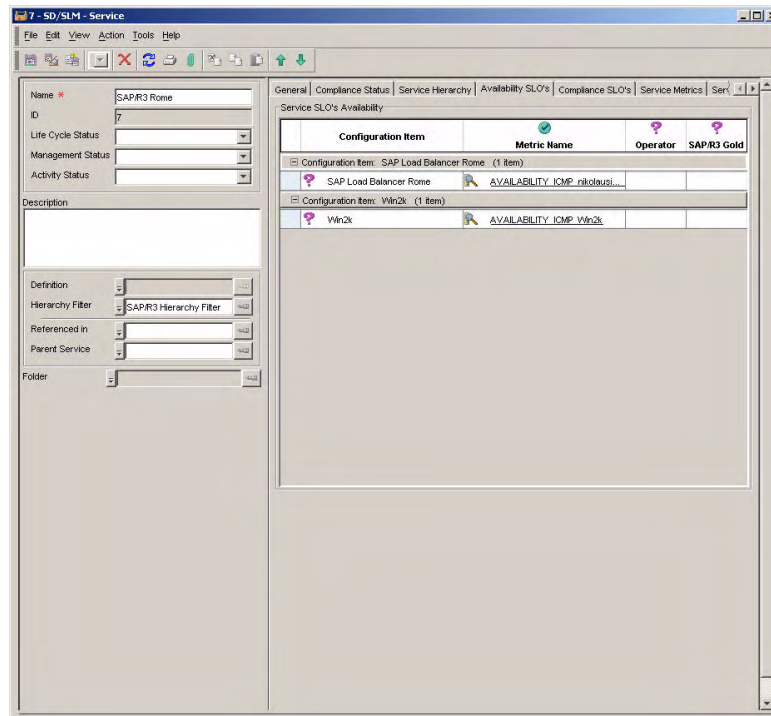 7 - SD/SLM - Service
File Edit View Action Tools Help
Name *
SAP/R3 Rome
ID
7
Life Cycle Status
Management Status
Activity Status
Description
Definition
Hierarchy Filter
SAP/R3 Hierarchy Filter
Referenced in
Parent Service
Folder
General Compliance Status Service Hierarchy Availability SLO's Compliance SLO's Service Metrics Serv
Service SLO's Availability
Configuration Item Metric Name Operator SAP/R3 Gold
Configuration Item: SAP Load Balancer Rome (1 item)
SAP Load Balancer Rome AVAILABILITY_ICMP_nikolausi...
Configuration Item: Win2k (1 item)
Win2k AVAILABILITY_ICMP_Win2k